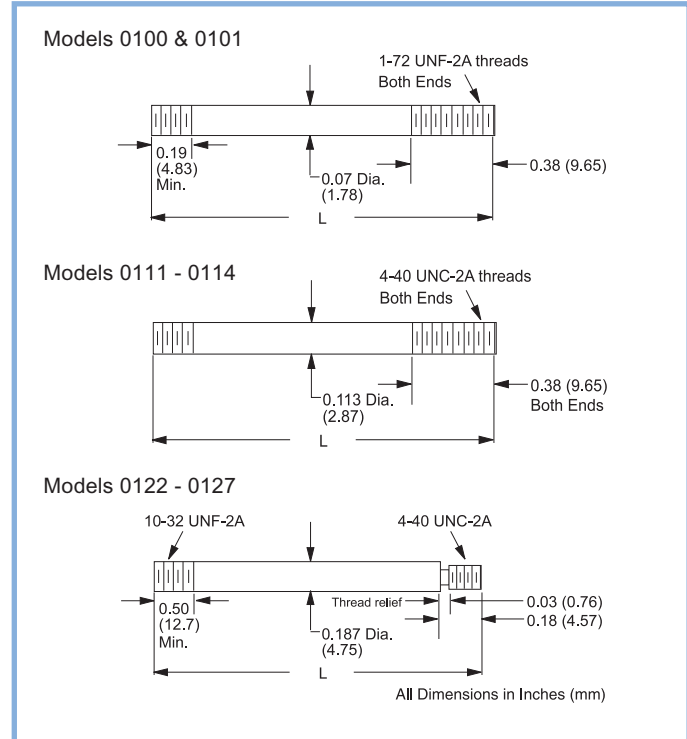 Models 0100 & 0101
1-72 UNF-2A threads
Both Ends
0.19
(4.83)
Min.
0.07 Dia.
(1.78)
0.38 (9.65)
L
Models 0111 - 0114
4-40 UNC-2A threads
Both Ends
0.113 Dia.
(2.87)
0.38 (9.65)
Both Ends
L
Models 0122 - 0127
10-32 UNF-2A
4-40 UNC-2A
0.50
(12.7)
Min.
Thread relief
0.187 Dia.
(4.75)
0.03 (0.76)
0.18 (4.57)
L
All Dimensions in Inches (mm)